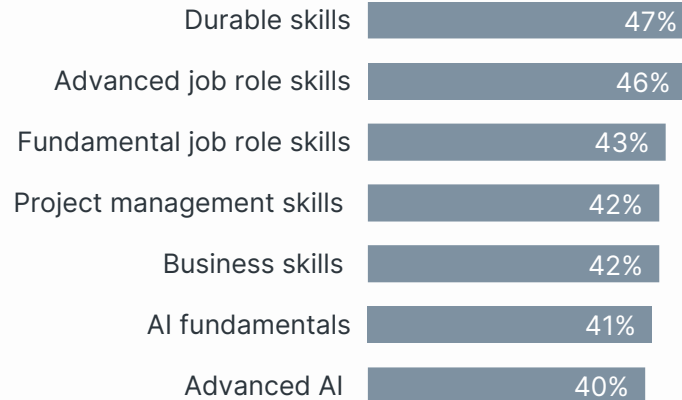 Durable skills 47%
Advanced job role skills 46%
Fundamental job role skills 43%
Project management skills 42%
Business skills 42%
AI fundamentals 41%
Advanced AI 40%